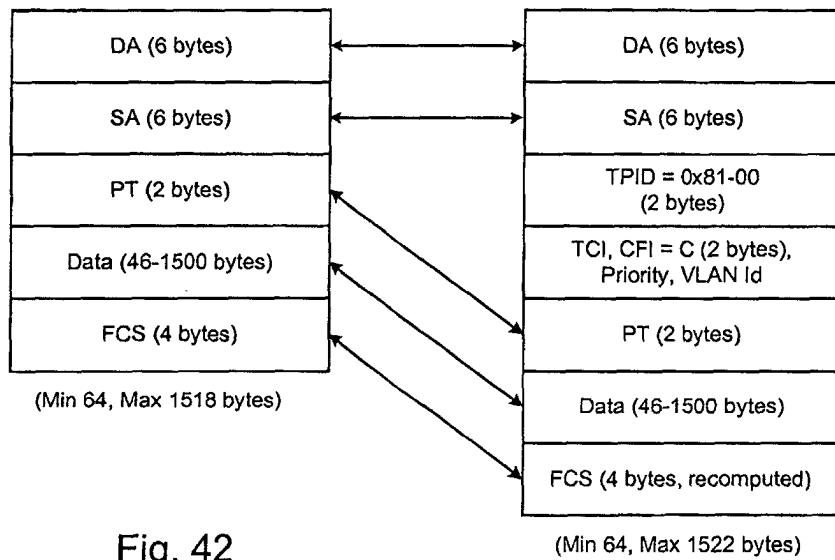 DA (6 bytes)
SA (6 bytes)
PT (2 bytes)
Data (46-1500 bytes)
FCS (4 bytes)
(Min 64, Max 1518 bytes)
DA (6 bytes)
SA (6 bytes)
TPID = 0x81-00
(2 bytes)
TCI, CFI = C (2 bytes),
Priority, VLAN Id
PT (2 bytes)
Data (46-1500 bytes)
FCS (4 bytes, recomputed)
(Min 64, Max 1522 bytes)
Fig. 42